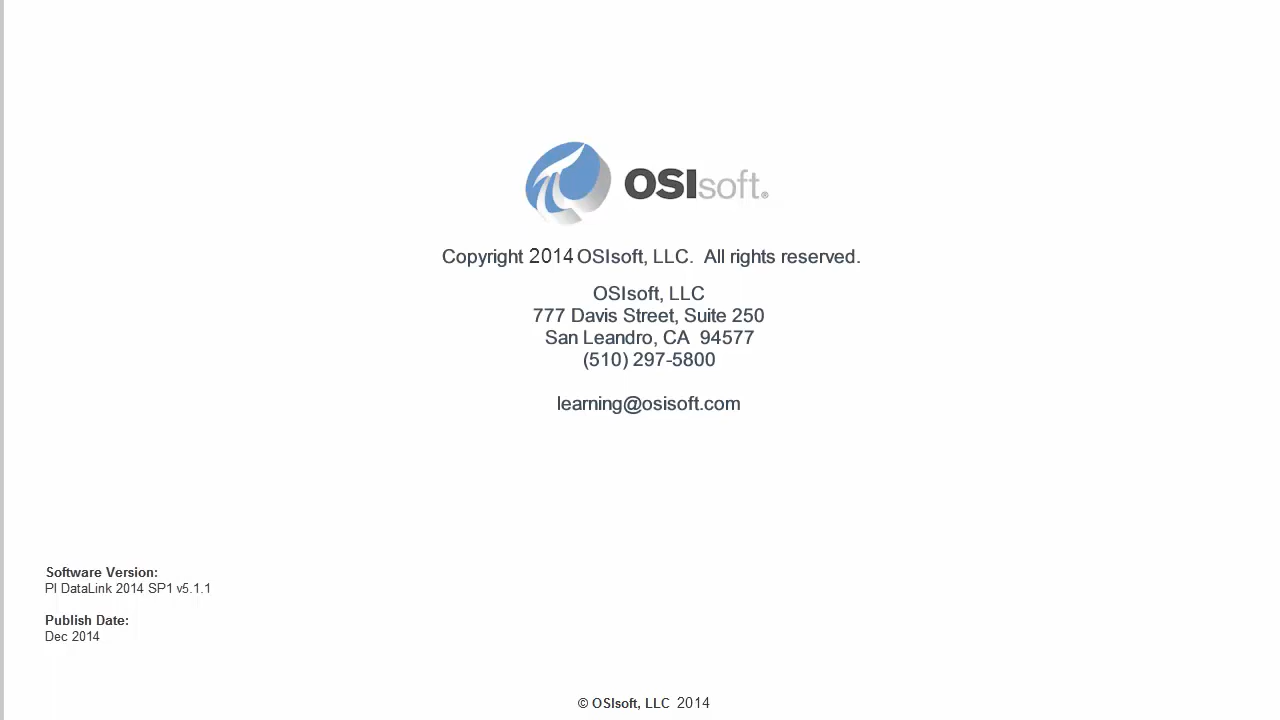 OSIsoft®
Copyright 2014 OSIsoft, LLC. All rights reserved.
OSIsoft, LLC
777 Davis Street, Suite 250
San Leandro, CA 94577
(510) 297-5800
learning@osisoft.com
Software Version:
PI DataLink 2014 SP1 v5.1.1
Publish Date:
Dec 2014
© OSIsoft, LLC 2014